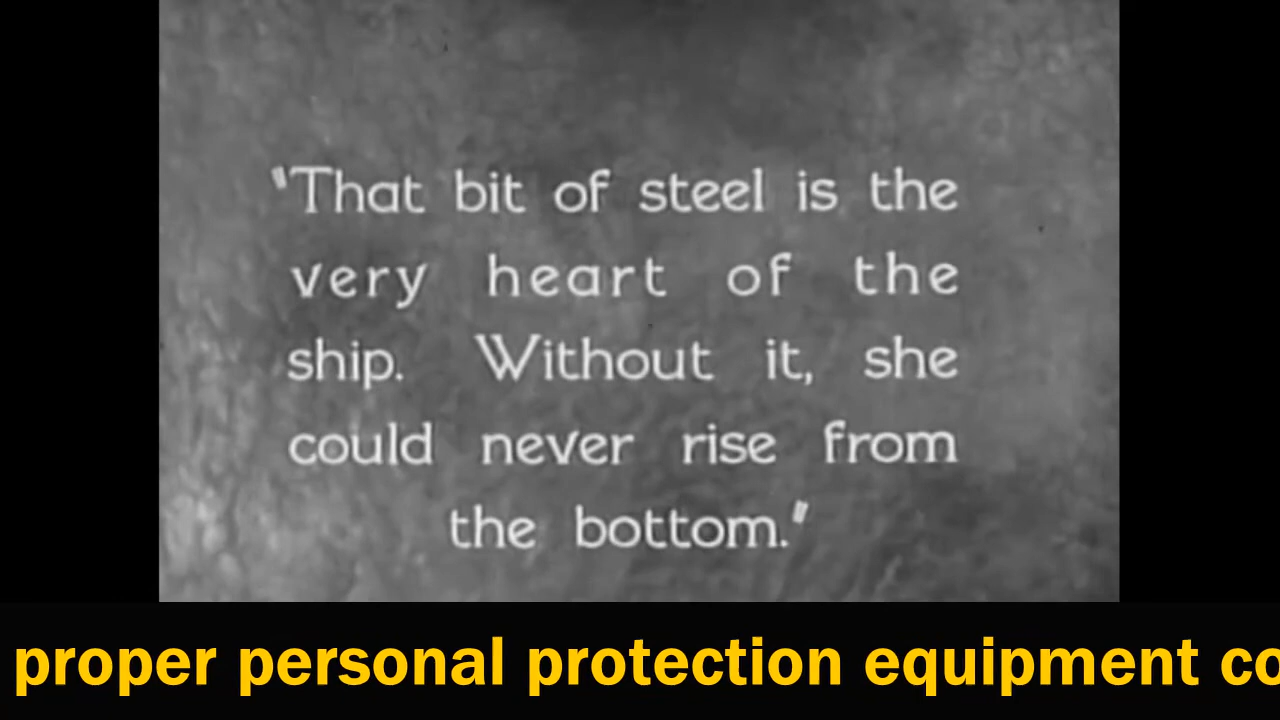 "That bit of steel is the
very heart of the
ship. Without it, she
could never rise from
the bottom."
proper personal protection equipment co